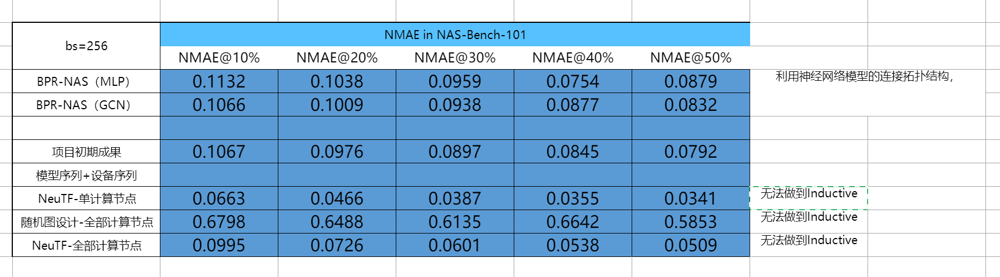 bs=256 NMAE in NAS-Bench-101
NMAE@10% NMAE@20% NMAE@30% NMAE@40% NMAE@50%
BPR-NAS（MLP） 0.1132 0.1038 0.0959 0.0754 0.0879 利用神经网络模型的连接拓扑结构，
BPR-NAS（GCN） 0.1066 0.1009 0.0938 0.0877 0.0832
项目初期成果 0.1067 0.0976 0.0897 0.0845 0.0792
模型序列+设备序列
NeuTF-单计算节点 0.0663 0.0466 0.0387 0.0355 0.0341 无法做到Inductive
随机图设计-全部计算节点 0.6798 0.6488 0.6135 0.6642 0.5853 无法做到Inductive
NeuTF-全部计算节点 0.0995 0.0726 0.0601 0.0538 0.0509 无法做到Inductive